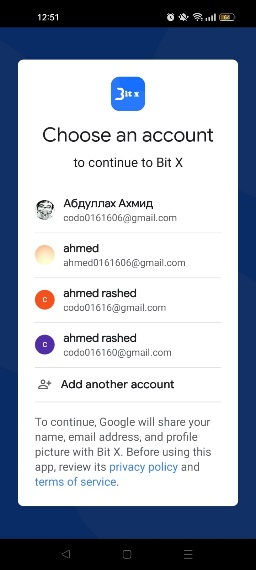 12:51
Bit x
Choose an account
to continue to Bit X
Абдуллах Ахмид
codo0161606@gmail.com
ahmed
ahmed0161606@gmail.com
c
ahmed rashed
codo01616@gmail.com
c
ahmed rashed
codo016160@gmail.com
Add another account
To continue, Google will share your
name, email address, and profile
picture with Bit X. Before using this
app, review its privacy policy and
terms of service.